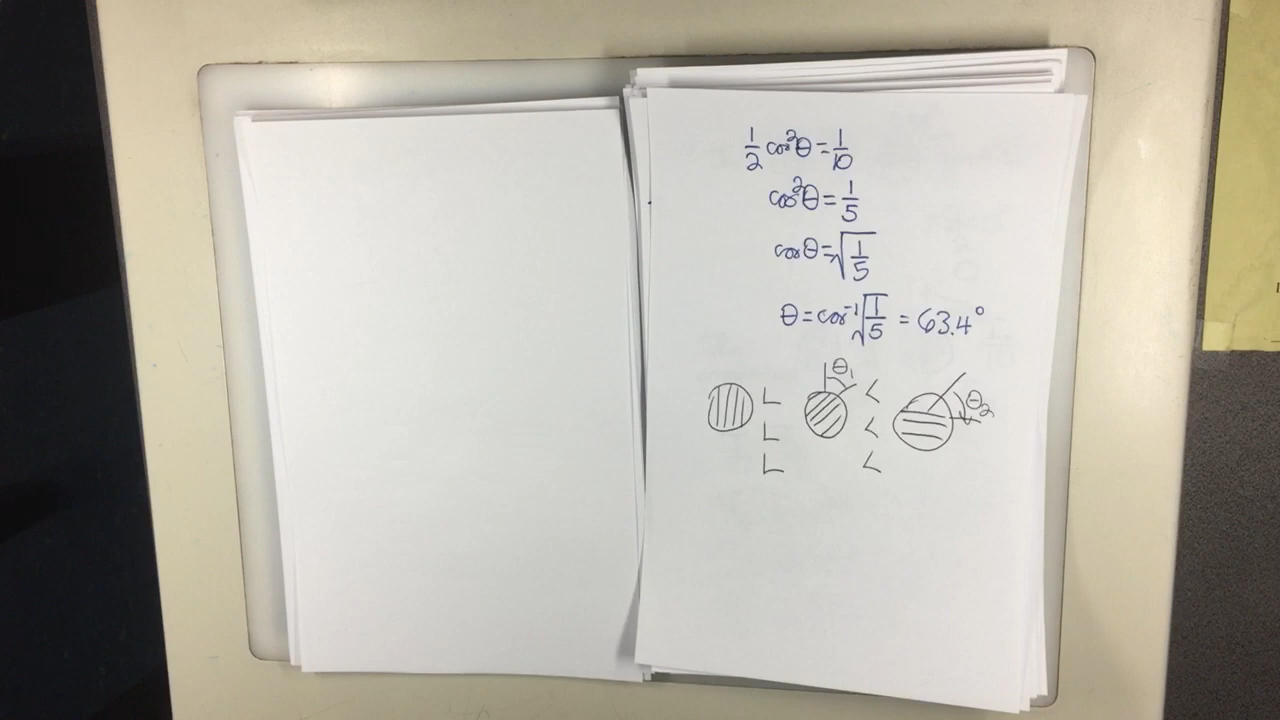 1/2 cos²θ = 1/10
cos²θ = 1/5
cosθ = √(1/5)
θ = cos⁻¹√(1/5) = 63.4°
θ₁
θ₂